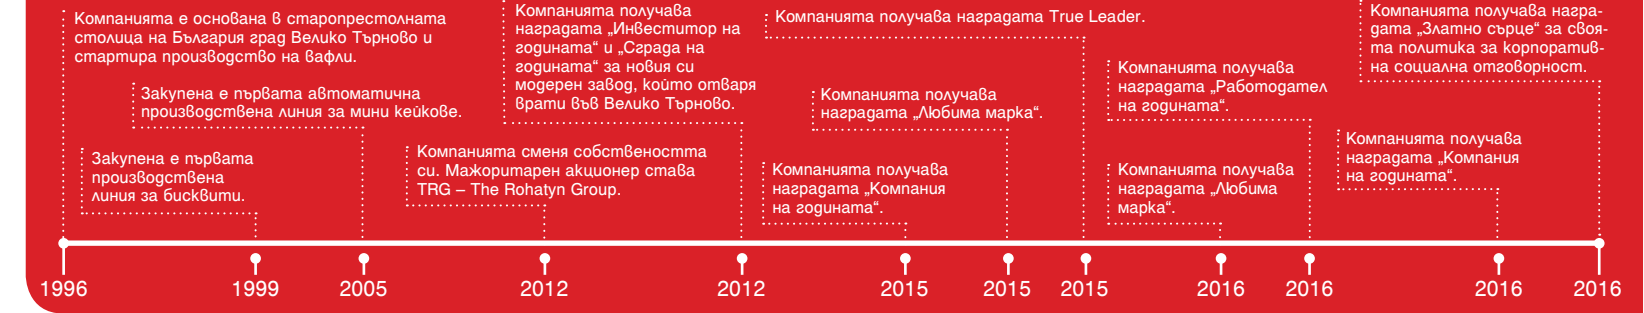 Компанията е основана в старопрестолната
столица на България град Велико Търново и
стартира производство на вафли.
Закупена е първата
производствена
линия за бисквити.
Закупена е първата автоматична
производствена линия за мини кейкове.
Компанията сменя собствеността
си. Мажоритарен акционер става
TRG – The Rohatyn Group.
Компанията получава
наградата „Инвеститор на
годината“ и „Сграда на
годината“ за новия си
модерен завод, който отваря
врати във Велико Търново.
Компанията получава
наградата „Компания
на годината“.
Компанията получава
наградата „Любима марка“.
Компанията получава наградата True Leader.
Компанията получава
наградата „Любима
марка“.
Компанията получава
наградата „Работодател
на годината“.
Компанията получава
наградата „Компания
на годината“.
Компанията получава награ-
дата „Златно сърце“ за своя-
та политика за корпоратив-
на социална отговорност.
1996 1999 2005 2012 2012 2015 2015 2015 2016 2016 2016 2016